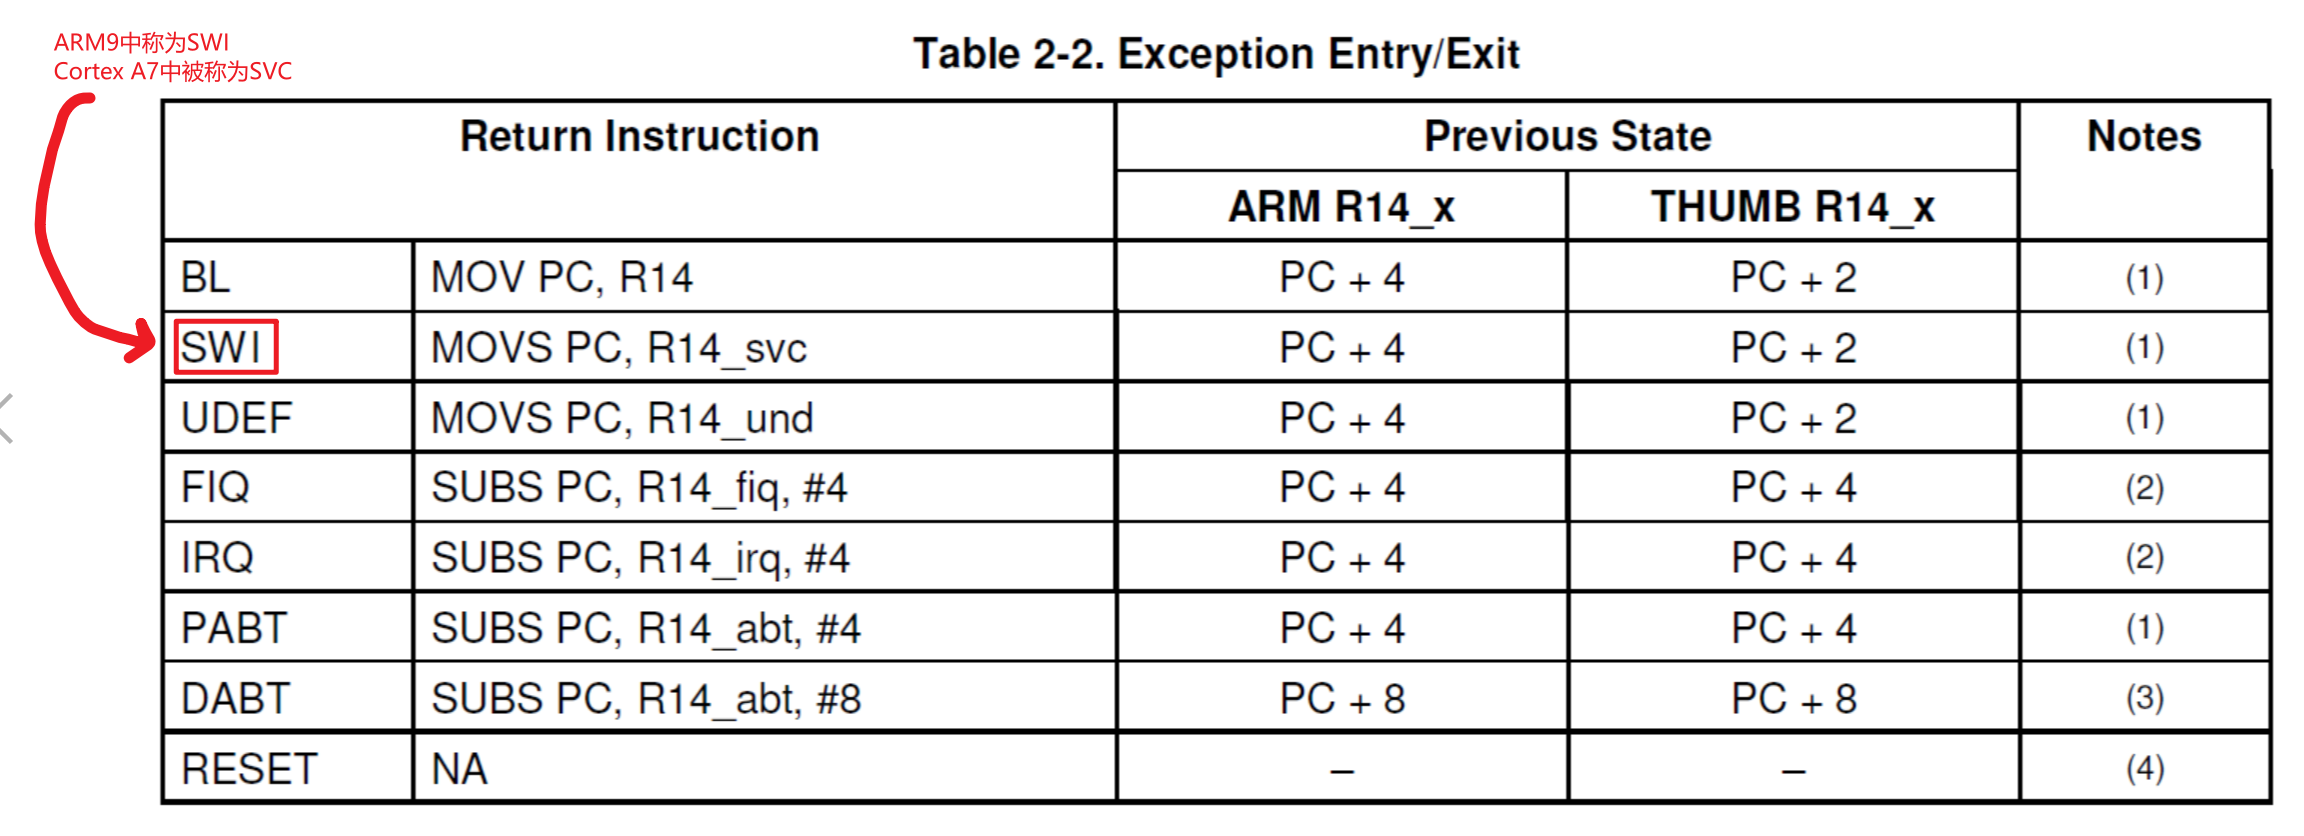 ARM9中称为SWI
Cortex A7中被称为SVC
Table 2-2. Exception Entry/Exit
Return Instruction Previous State Notes
ARM R14_x THUMB R14_x
BL MOV PC, R14 PC + 4 PC + 2 (1)
SWI MOVS PC, R14_svc PC + 4 PC + 2 (1)
UDEF MOVS PC, R14_und PC + 4 PC + 2 (1)
FIQ SUBS PC, R14_fiq, #4 PC + 4 PC + 4 (2)
IRQ SUBS PC, R14_irq, #4 PC + 4 PC + 4 (2)
PABT SUBS PC, R14_abt, #4 PC + 4 PC + 4 (1)
DABT SUBS PC, R14_abt, #8 PC + 8 PC + 8 (3)
RESET NA – – (4)